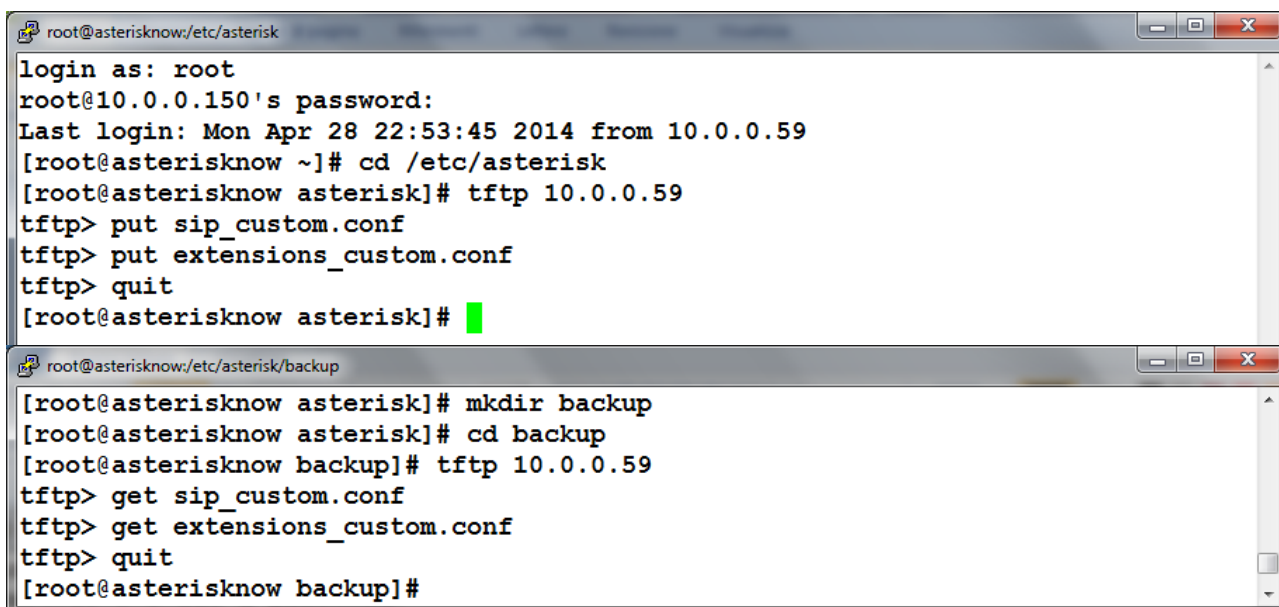 root@asterisknow:/etc/asterisk
login as: root
root@10.0.0.150's password:
Last login: Mon Apr 28 22:53:45 2014 from 10.0.0.59
[root@asterisknow ~]# cd /etc/asterisk
[root@asterisknow asterisk]# tftp 10.0.0.59
tftp> put sip_custom.conf
tftp> put extensions_custom.conf
tftp> quit
[root@asterisknow asterisk]#
root@asterisknow:/etc/asterisk/backup
[root@asterisknow asterisk]# mkdir backup
[root@asterisknow asterisk]# cd backup
[root@asterisknow backup]# tftp 10.0.0.59
tftp> get sip_custom.conf
tftp> get extensions_custom.conf
tftp> quit
[root@asterisknow backup]#